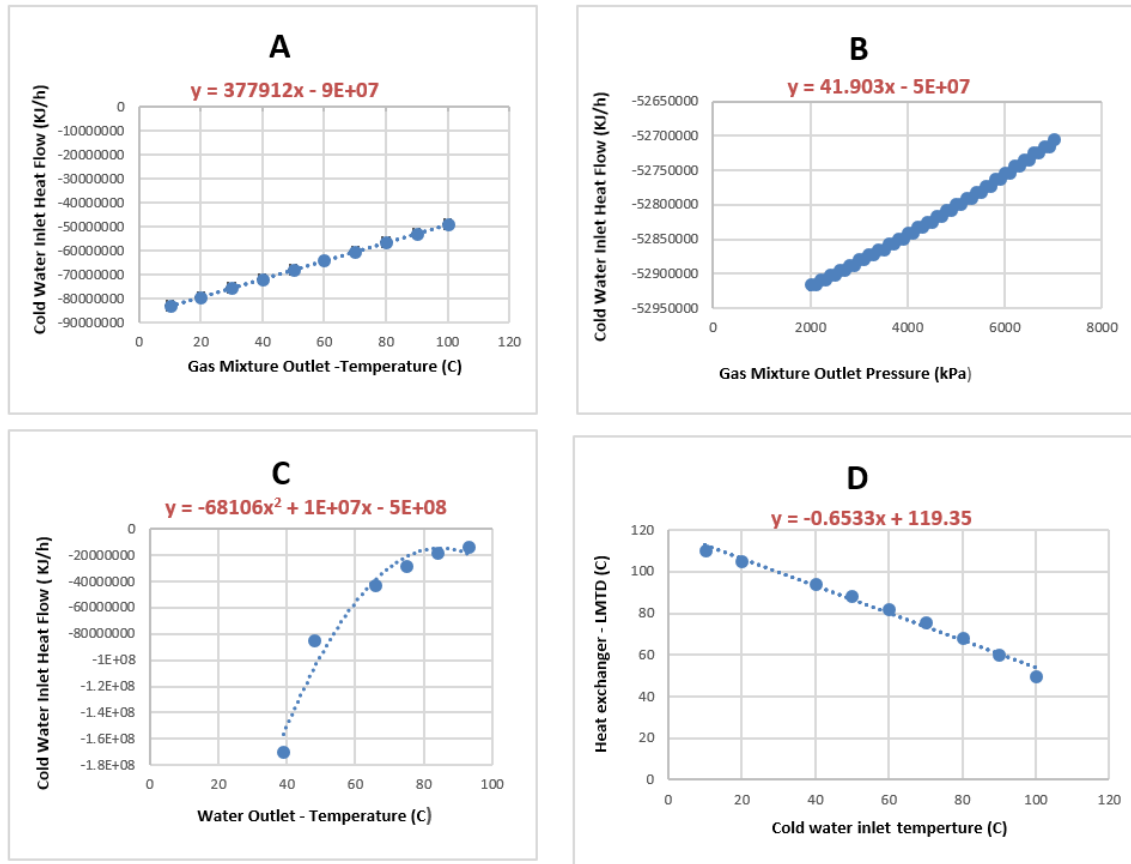 A
y = 377912x - 9E+07
Cold Water Inlet Heat Flow (KJ/h)
0
-10000000
-20000000
-30000000
-40000000
-50000000
-60000000
-70000000
-80000000
-90000000
0 20 40 60 80 100 120
Gas Mixture Outlet -Temperature (C)
B
y = 41.903x - 5E+07
Cold Water Inlet Heat Flow (KJ/h)
-52650000
-52700000
-52750000
-52800000
-52850000
-52900000
-52950000
0 2000 4000 6000 8000
Gas Mixture Outlet Pressure (kPa)
C
y = -68106x² + 1E+07x - 5E+08
Cold Water Inlet Heat Flow ( KJ/h)
0
-20000000
-40000000
-60000000
-80000000
-1E+08
-1.2E+08
-1.4E+08
-1.6E+08
-1.8E+08
0 20 40 60 80 100
Water Outlet - Temperature (C)
D
y = -0.6533x + 119.35
Heat exchanger - LMTD (C)
120
100
80
60
40
20
0
0 20 40 60 80 100 120
Cold water inlet temperture (C)